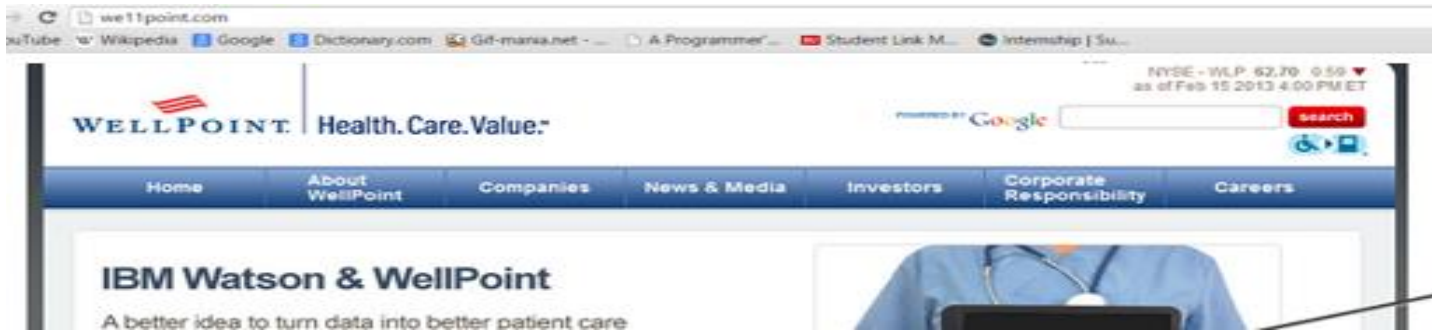 we11point.com
ouTube Wikipedia Google Dictionary.com Gif-mania.net - ... A Programmer'... Student Link M... Internship | Su...
NYSE - WLP 62.70 0.59
as of Feb 15 2013 4:00 PM ET
WELLPOINT. Health. Care. Value.
POWERED BY Google search
Home About WellPoint Companies News & Media Investors Corporate Responsibility Careers
IBM Watson & WellPoint
A better idea to turn data into better patient care